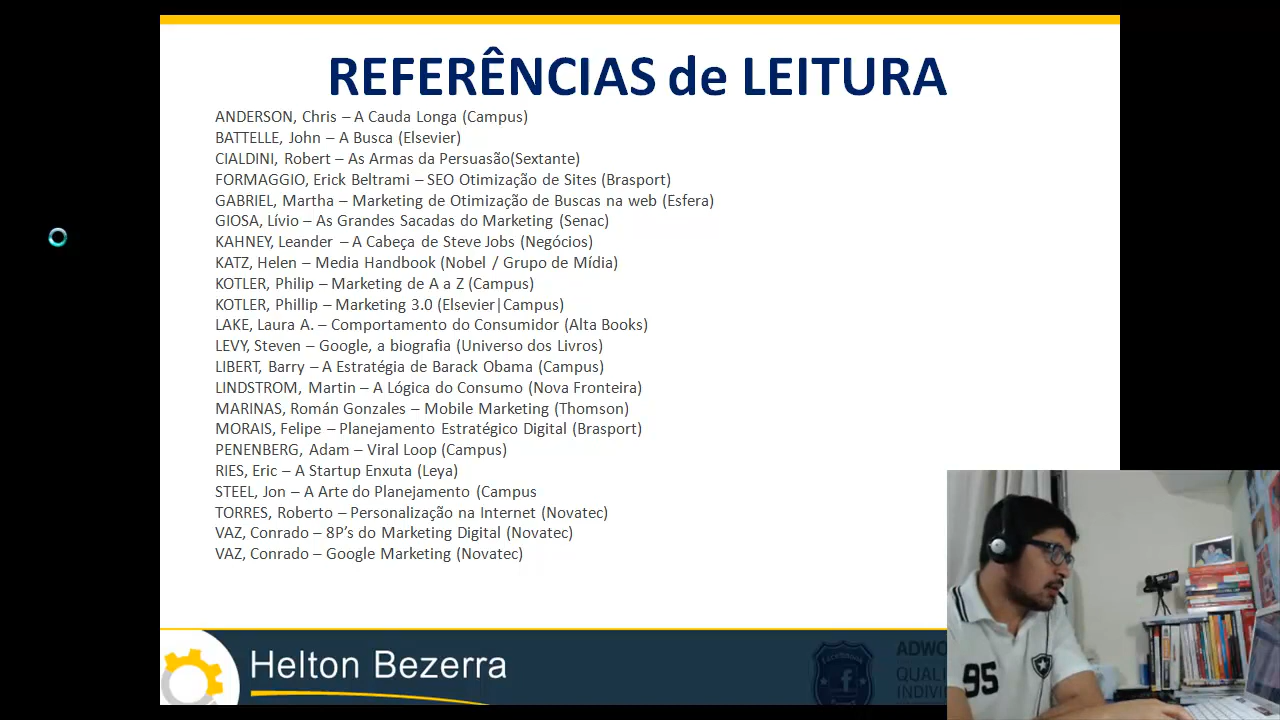 REFERÊNCIAS de LEITURA
ANDERSON, Chris – A Cauda Longa (Campus)
BATTELLE, John – A Busca (Elsevier)
CIALDINI, Robert – As Armas da Persuasão(Sextante)
FORMAGGIO, Erick Beltrami – SEO Otimização de Sites (Brasport)
GABRIEL, Martha – Marketing de Otimização de Buscas na web (Esfera)
GIOSA, Lívio – As Grandes Sacadas do Marketing (Senac)
KAHNEY, Leander – A Cabeça de Steve Jobs (Negócios)
KATZ, Helen – Media Handbook (Nobel / Grupo de Mídia)
KOTLER, Philip – Marketing de A a Z (Campus)
KOTLER, Phillip – Marketing 3.0 (Elsevier|Campus)
LAKE, Laura A. – Comportamento do Consumidor (Alta Books)
LEVY, Steven – Google, a biografia (Universo dos Livros)
LIBERT, Barry – A Estratégia de Barack Obama (Campus)
LINDSTROM, Martin – A Lógica do Consumo (Nova Fronteira)
MARINAS, Román Gonzales – Mobile Marketing (Thomson)
MORAIS, Felipe – Planejamento Estratégico Digital (Brasport)
PENENBERG, Adam – Viral Loop (Campus)
RIES, Eric – A Startup Enxuta (Leya)
STEEL, Jon – A Arte do Planejamento (Campus
TORRES, Roberto – Personalização na Internet (Novatec)
VAZ, Conrado – 8P’s do Marketing Digital (Novatec)
VAZ, Conrado – Google Marketing (Novatec)
Helton Bezerra
Facebook
ADWO
QUALI
INDIVI
95